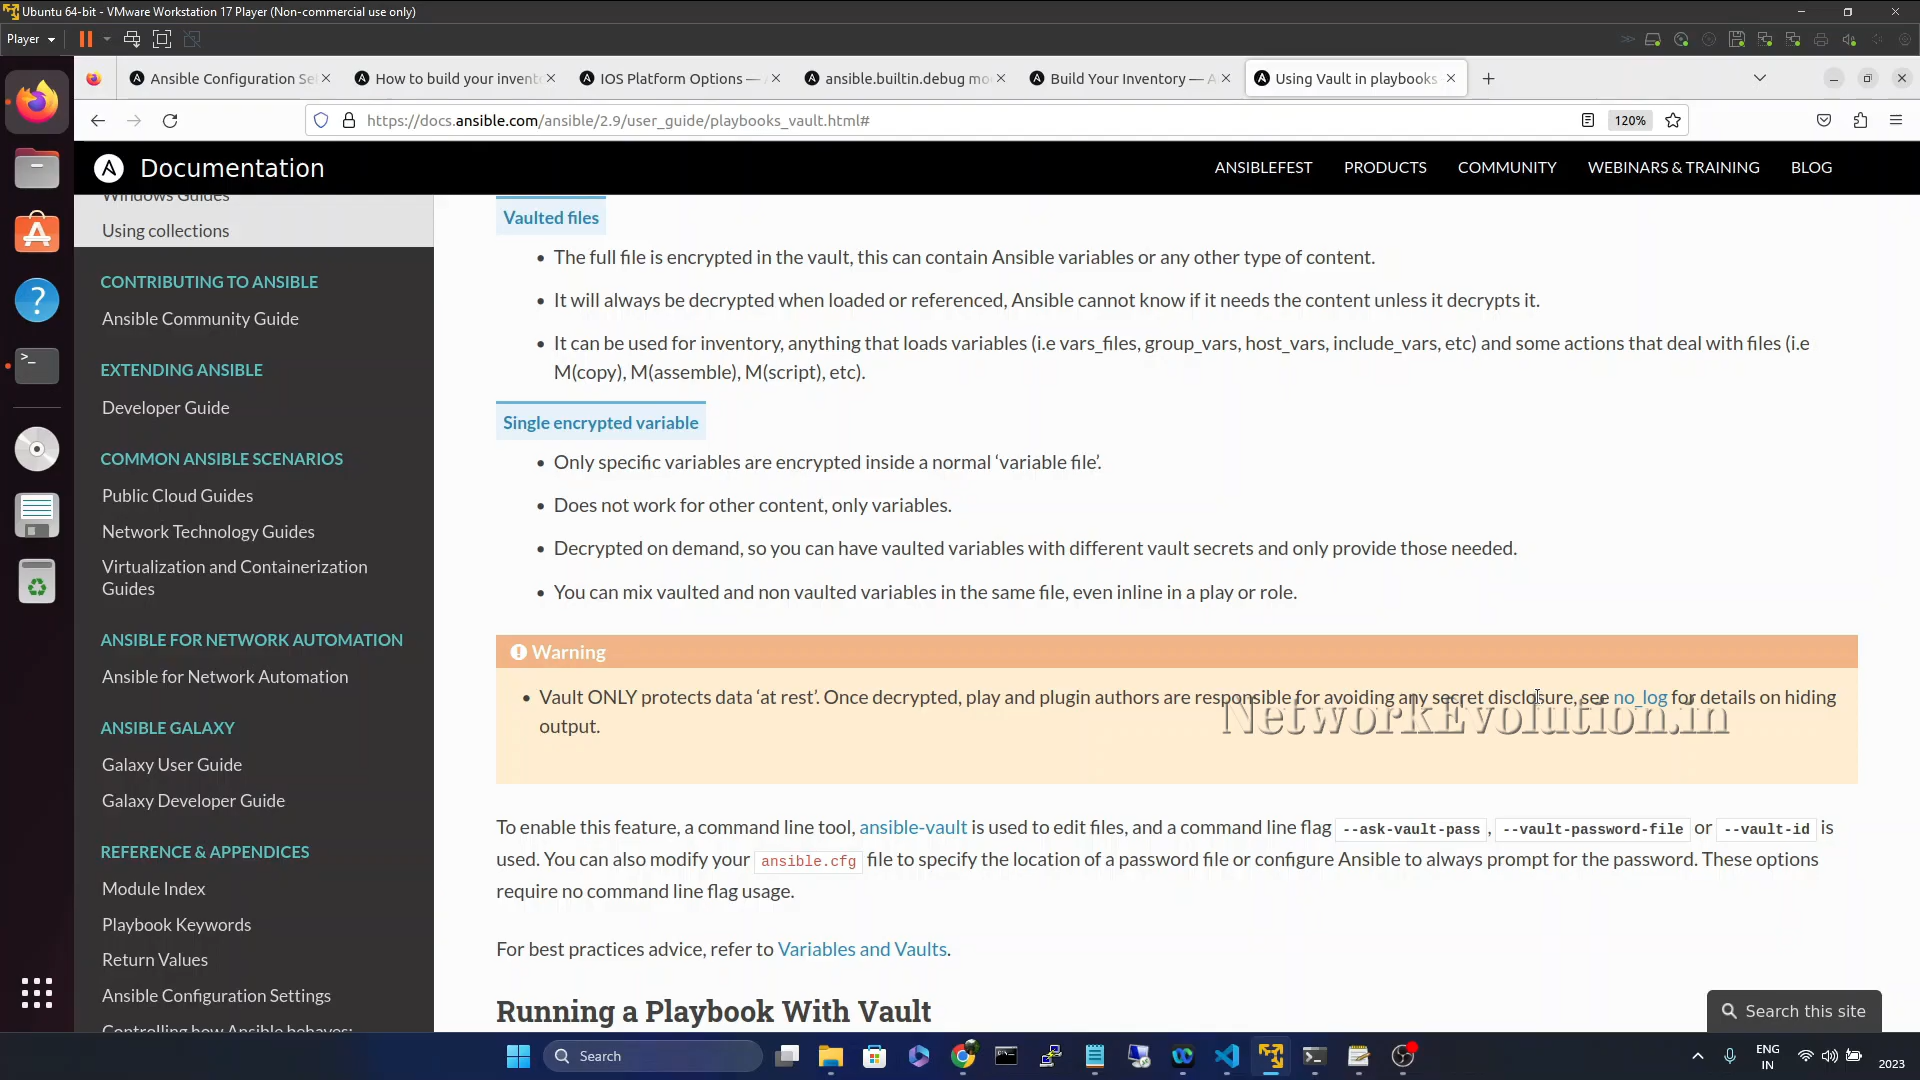 Ubuntu 64-bit - VMware Workstation 17 Player (Non-commercial use only)
Player
Ansible Configuration Se
How to build your invent
IOS Platform Options —
ansible.builtin.debug mo
Build Your Inventory — A
Using Vault in playbooks
https://docs.ansible.com/ansible/2.9/user_guide/playbooks_vault.html#
120%
Documentation
ANSIBLEFEST PRODUCTS COMMUNITY WEBINARS & TRAINING BLOG
Windows Guides
Using collections
CONTRIBUTING TO ANSIBLE
Ansible Community Guide
EXTENDING ANSIBLE
Developer Guide
COMMON ANSIBLE SCENARIOS
Public Cloud Guides
Network Technology Guides
Virtualization and Containerization
Guides
ANSIBLE FOR NETWORK AUTOMATION
Ansible for Network Automation
ANSIBLE GALAXY
Galaxy User Guide
Galaxy Developer Guide
REFERENCE & APPENDICES
Module Index
Playbook Keywords
Return Values
Ansible Configuration Settings
Controlling how Ansible behaves:
Vaulted files
• The full file is encrypted in the vault, this can contain Ansible variables or any other type of content.
• It will always be decrypted when loaded or referenced, Ansible cannot know if it needs the content unless it decrypts it.
• It can be used for inventory, anything that loads variables (i.e vars_files, group_vars, host_vars, include_vars, etc) and some actions that deal with files (i.e
M(copy), M(assemble), M(script), etc).
Single encrypted variable
• Only specific variables are encrypted inside a normal ‘variable file’.
• Does not work for other content, only variables.
• Decrypted on demand, so you can have vaulted variables with different vault secrets and only provide those needed.
• You can mix vaulted and non vaulted variables in the same file, even inline in a play or role.
Warning
• Vault ONLY protects data ‘at rest’. Once decrypted, play and plugin authors are responsible for avoiding any secret disclosure, see no_log for details on hiding
output.
NetworkEvolution.in
To enable this feature, a command line tool, ansible-vault is used to edit files, and a command line flag --ask-vault-pass , --vault-password-file or --vault-id is
used. You can also modify your ansible.cfg file to specify the location of a password file or configure Ansible to always prompt for the password. These options
require no command line flag usage.
For best practices advice, refer to Variables and Vaults.
Running a Playbook With Vault
Search this site
Search
ENG
IN
2023